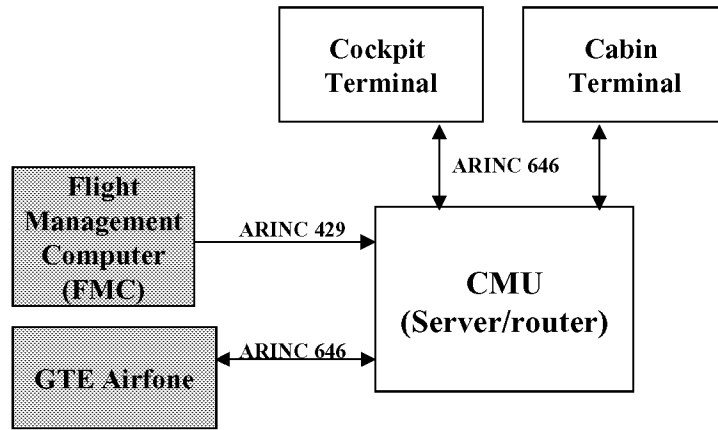 Cockpit
Terminal
Cabin
Terminal
ARINC 646
Flight
Management
Computer
(FMC)
ARINC 429
CMU
(Server/router)
ARINC 646
GTE Airfone